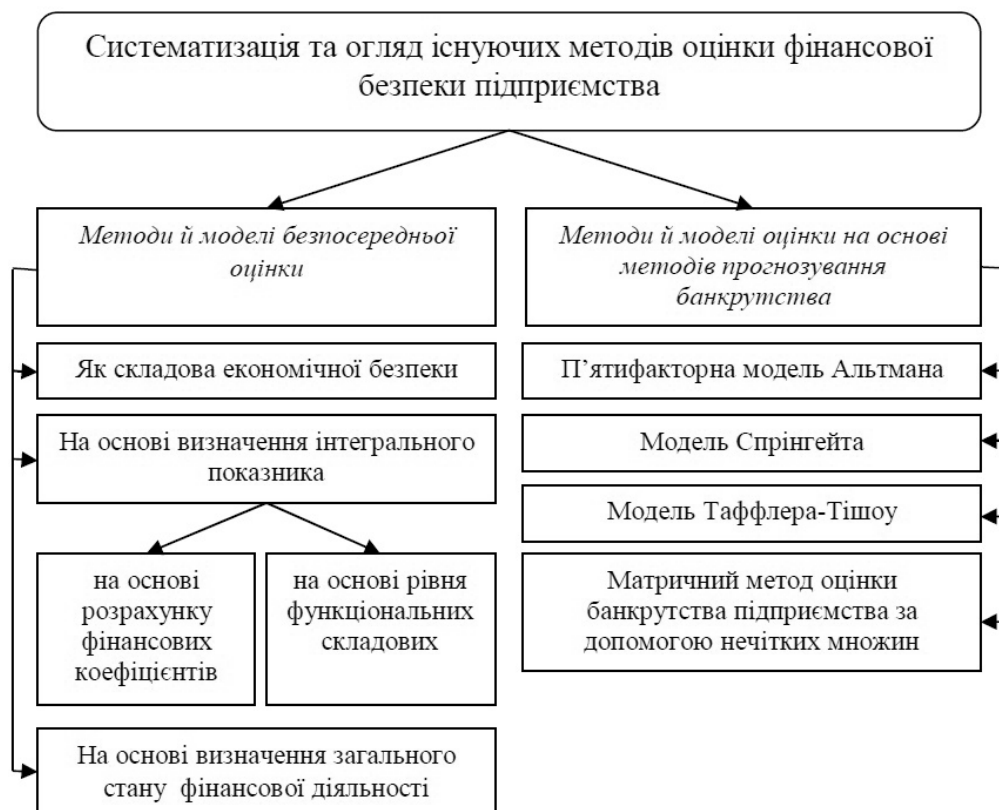 Систематизація та огляд існуючих методів оцінки фінансової
безпеки підприємства
Методи й моделі безпосередньої
оцінки
Як складова економічної безпеки
На основі визначення інтегрального
показника
на основі
розрахунку
фінансових
коефіцієнтів
на основі рівня
функціональних
складових
На основі визначення загального
стану фінансової діяльності
Методи й моделі оцінки на основі
методів прогнозування
банкрутства
П’ятифакторна модель Альтмана
Модель Спрінгейта
Модель Таффлера-Тішоу
Матричний метод оцінки
банкрутства підприємства за
допомогою нечітких множин